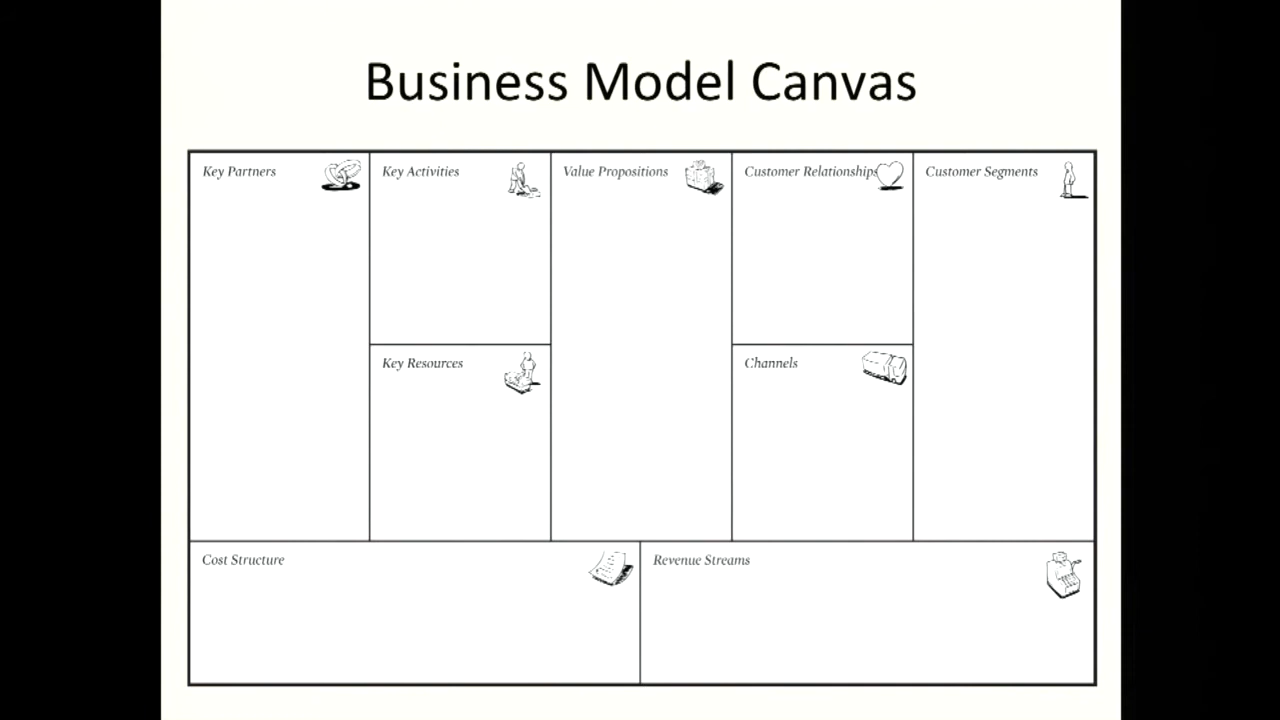 Business Model Canvas
Key Partners
Key Activities
Value Propositions
Customer Relationships
Customer Segments
Key Resources
Channels
Cost Structure
Revenue Streams